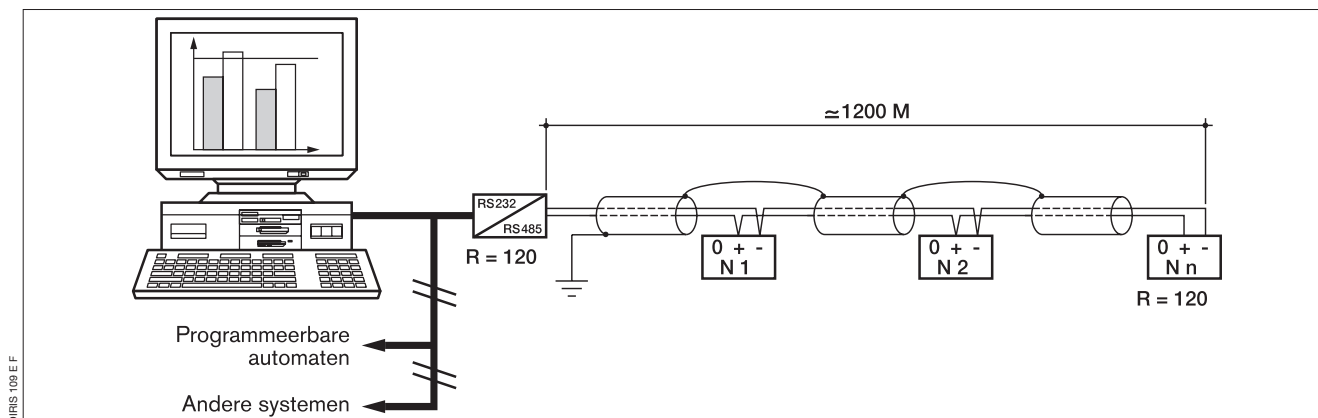 ≃1200 M
RS232
RS485
R = 120
0 + -
N 1
0 + -
N 2
0 + -
N n
R = 120
Programmeerbare
automaten
Andere systemen
DIRIS 109 E F